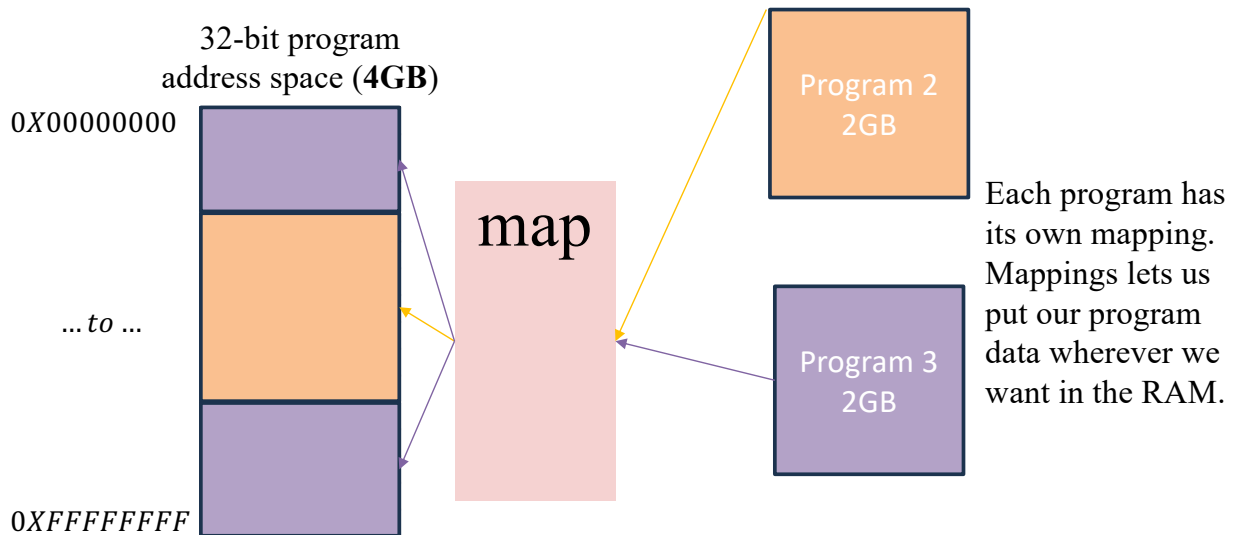 32-bit program
address space (4GB)
0X00000000
... to ...
0XFFFFFFFF
map
Program 2
2GB
Program 3
2GB
Each program has
its own mapping.
Mappings lets us
put our program
data wherever we
want in the RAM.